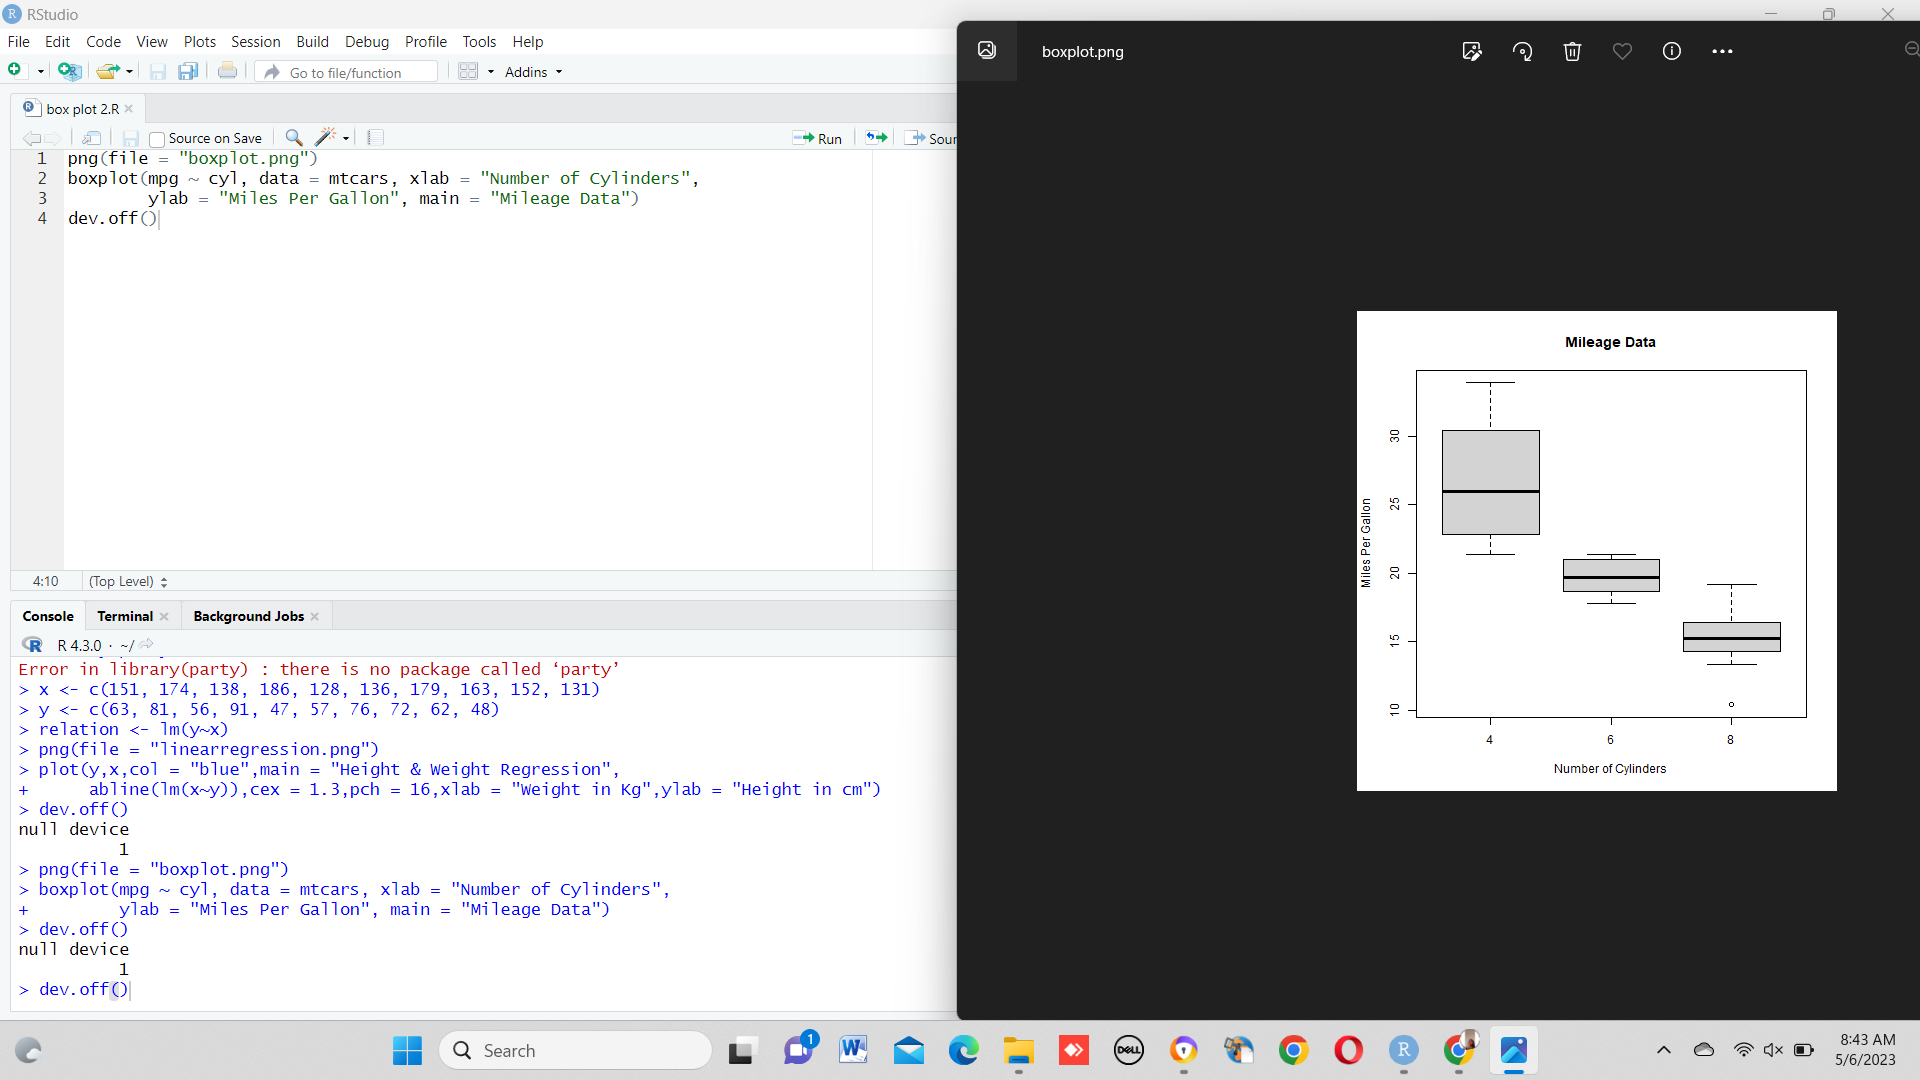 RStudio
File Edit Code View Plots Session Build Debug Profile Tools Help
Go to file/function Addins
box plot 2.R
Source on Save Run Sour
1 png(file = "boxplot.png")
2 boxplot(mpg ~ cyl, data = mtcars, xlab = "Number of Cylinders",
3 ylab = "Miles Per Gallon", main = "Mileage Data")
4 dev.off()
4:10 (Top Level)
Console Terminal Background Jobs
R 4.3.0 · ~/
Error in library(party) : there is no package called ‘party’
> x <- c(151, 174, 138, 186, 128, 136, 179, 163, 152, 131)
> y <- c(63, 81, 56, 91, 47, 57, 76, 72, 62, 48)
> relation <- lm(y~x)
> png(file = "linearregression.png")
> plot(y,x,col = "blue",main = "Height & Weight Regression",
+ abline(lm(x~y)),cex = 1.3,pch = 16,xlab = "Weight in Kg",ylab = "Height in cm")
> dev.off()
null device
1
> png(file = "boxplot.png")
> boxplot(mpg ~ cyl, data = mtcars, xlab = "Number of Cylinders",
+ ylab = "Miles Per Gallon", main = "Mileage Data")
> dev.off()
null device
1
> dev.off()
boxplot.png
Mileage Data
Miles Per Gallon
30
25
20
15
10
4 6 8
Number of Cylinders
Search
1
DELL
8:43 AM
5/6/2023